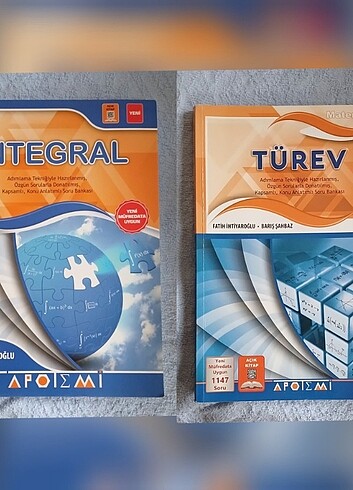 YENİ
NTEGRAL
Adımlama Tekniğiyle Hazırlanmış,
Özgün Sorularla Donatılmış,
Kapsamlı, Konu Anlatımlı Soru Bankası
YENİ
MÜFREDATA
UYGUN
OĞLU
APOTEMİ
Mate
TÜREV
Adımlama Tekniğiyle Hazırlanmış,
Özgün Sorularla Donatılmış,
Kapsamlı, Konu Anlatımlı Soru Bankası
FATİH İHTİYAROĞLU - BARIŞ ŞAHBAZ
Yeni
Müfredata
Uygun
1147
Soru
AÇIK
KİTAP
APOTEMİ